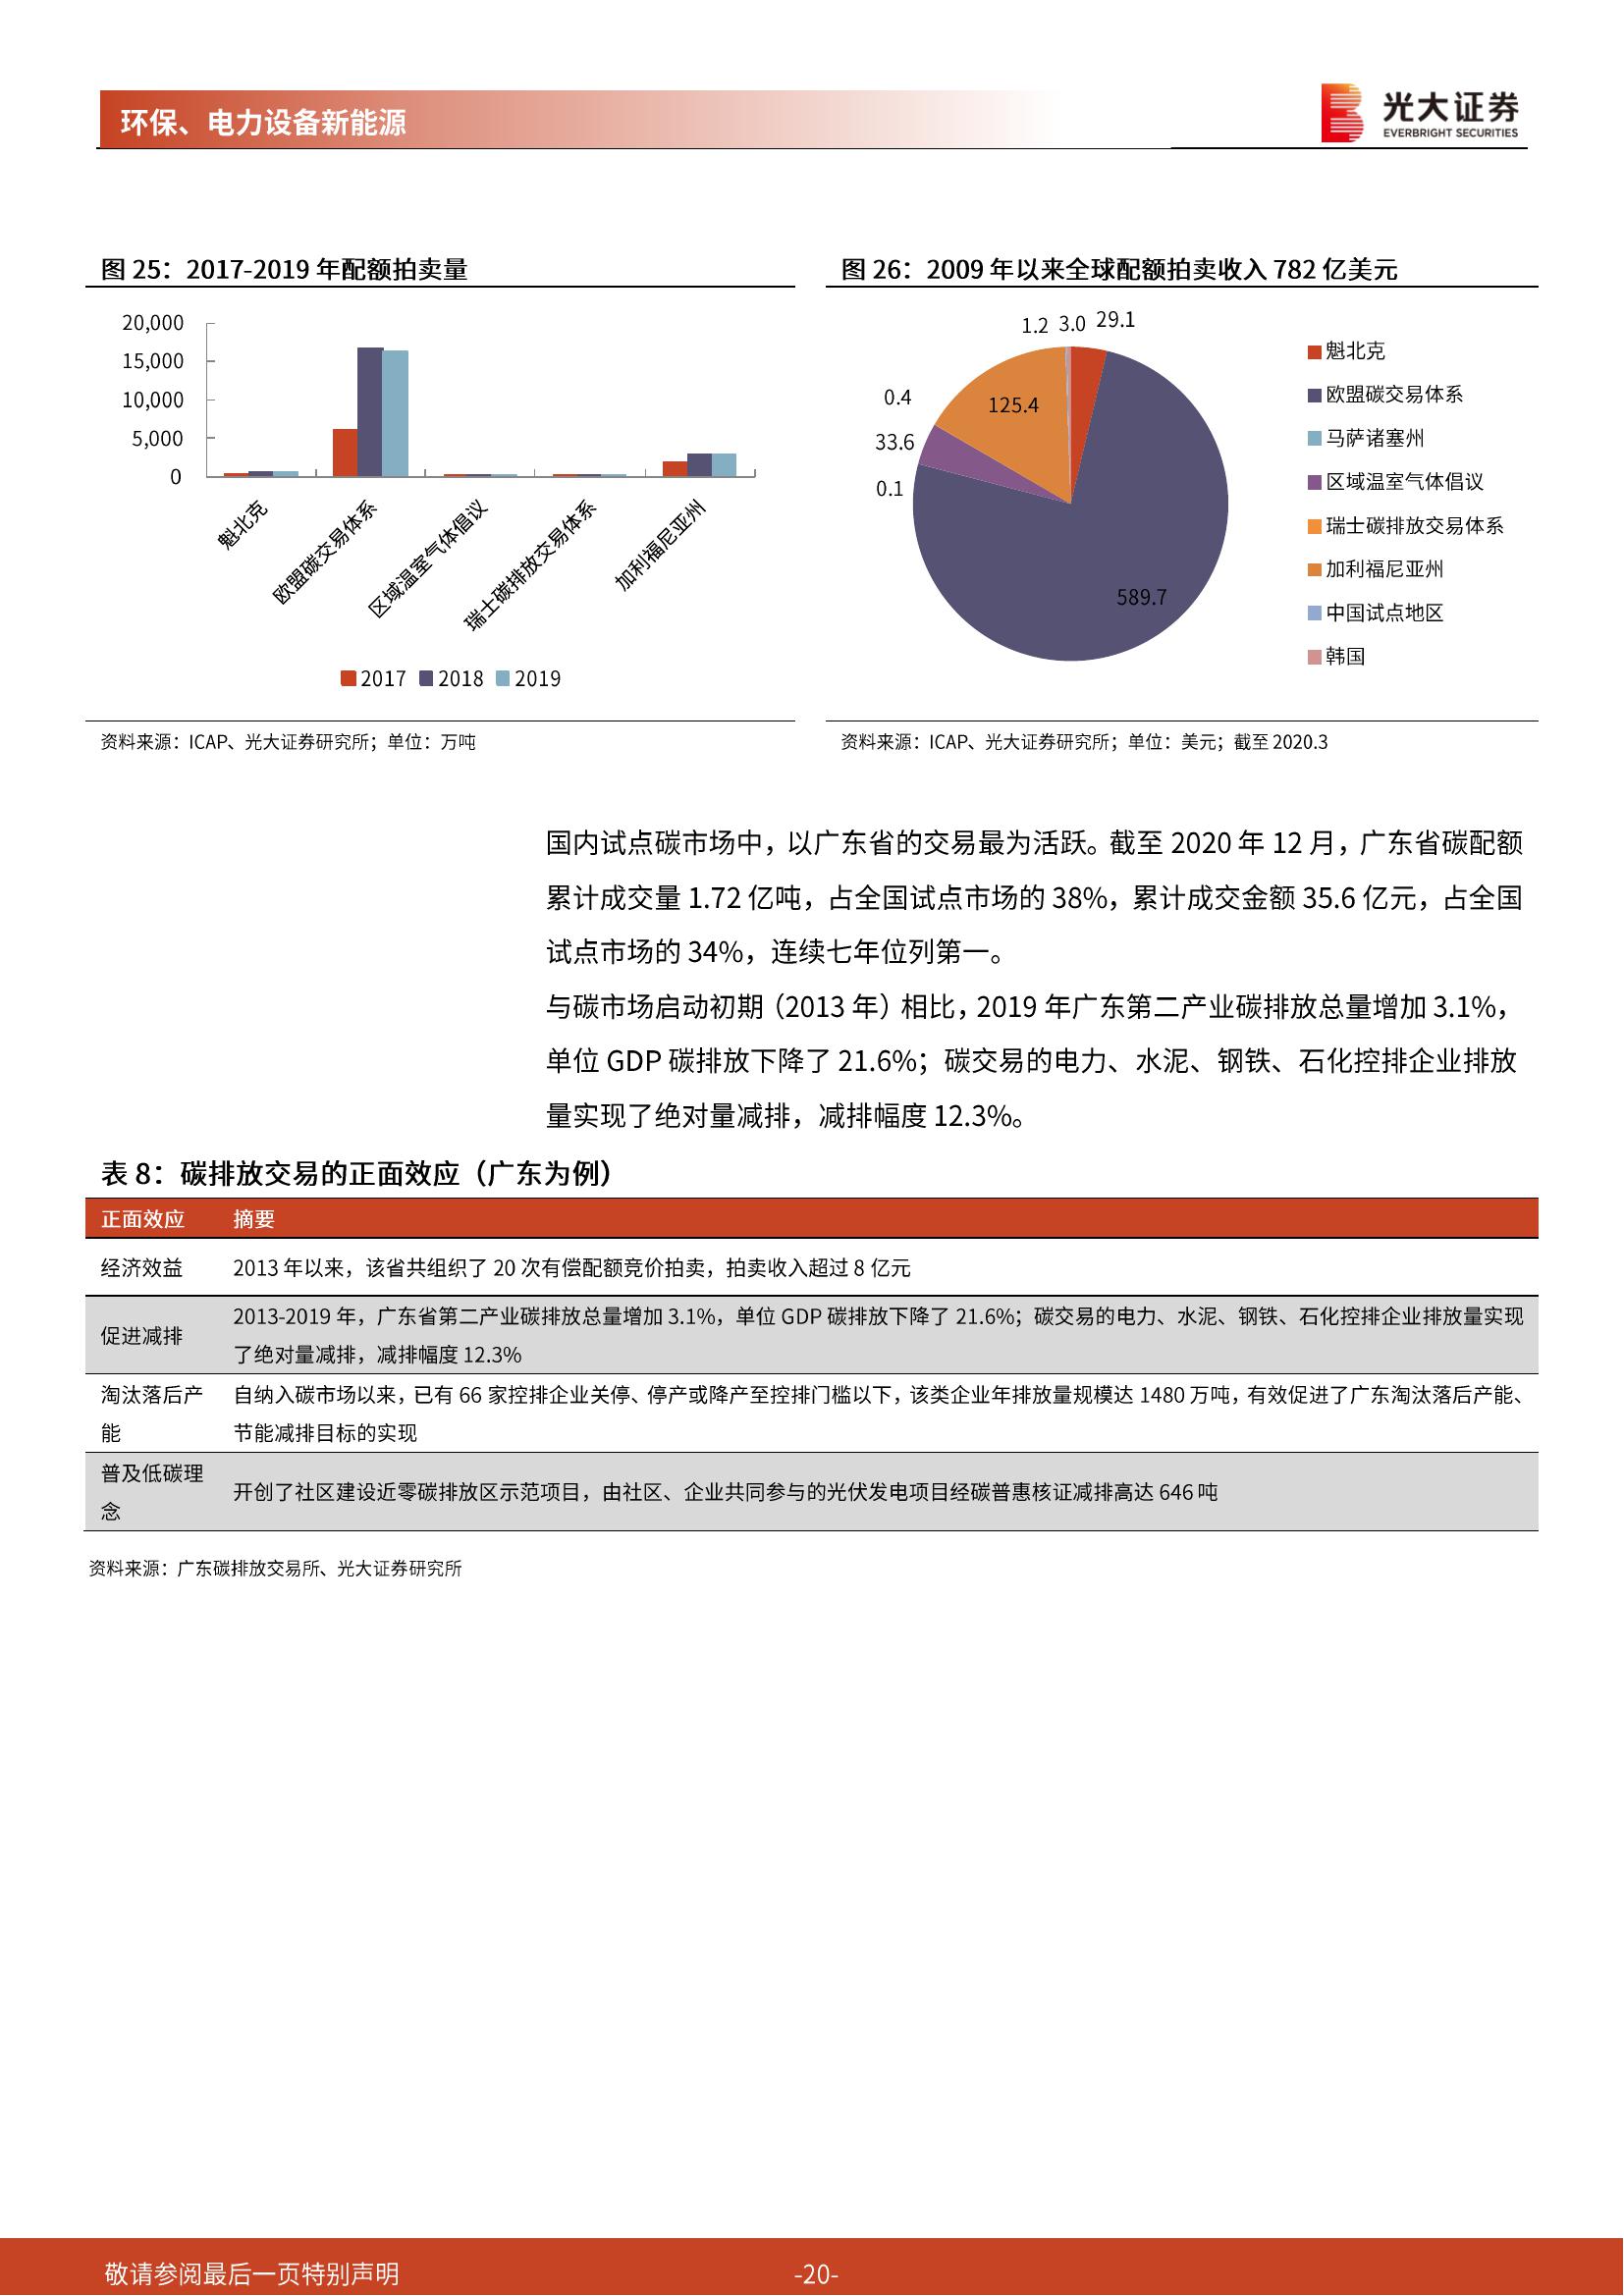 环保、电力设备新能源
光大证券
EVERBRIGHT SECURITIES
图 25：2017-2019 年配额拍卖量
20,000
15,000
10,000
5,000
0
魁北克
欧盟碳交易体系
区域温室气体倡议
瑞士碳排放交易体系
加利福尼亚州
2017 2018 2019
资料来源：ICAP、光大证券研究所；单位：万吨
图 26：2009 年以来全球配额拍卖收入 782 亿美元
1.2 3.0 29.1
0.4
125.4
33.6
0.1
589.7
魁北克
欧盟碳交易体系
马萨诸塞州
区域温室气体倡议
瑞士碳排放交易体系
加利福尼亚州
中国试点地区
韩国
资料来源：ICAP、光大证券研究所；单位：美元；截至 2020.3
国内试点碳市场中，以广东省的交易最为活跃。截至 2020 年 12 月，广东省碳配额
累计成交量 1.72 亿吨，占全国试点市场的 38%，累计成交金额 35.6 亿元，占全国
试点市场的 34%，连续七年位列第一。
与碳市场启动初期（2013 年）相比，2019 年广东第二产业碳排放总量增加 3.1%，
单位 GDP 碳排放下降了 21.6%；碳交易的电力、水泥、钢铁、石化控排企业排放
量实现了绝对量减排，减排幅度 12.3%。
表 8：碳排放交易的正面效应（广东为例）
正面效应 摘要
经济效益 2013 年以来，该省共组织了 20 次有偿配额竞价拍卖，拍卖收入超过 8 亿元
促进减排 2013-2019 年，广东省第二产业碳排放总量增加 3.1%，单位 GDP 碳排放下降了 21.6%；碳交易的电力、水泥、钢铁、石化控排企业排放量实现
了绝对量减排，减排幅度 12.3%
淘汰落后产 自纳入碳市场以来，已有 66 家控排企业关停、停产或降产至控排门槛以下，该类企业年排放量规模达 1480 万吨，有效促进了广东淘汰落后产能、
能 节能减排目标的实现
普及低碳理
念 开创了社区建设近零碳排放区示范项目，由社区、企业共同参与的光伏发电项目经碳普惠核证减排高达 646 吨
资料来源：广东碳排放交易所、光大证券研究所
敬请参阅最后一页特别声明 -20-